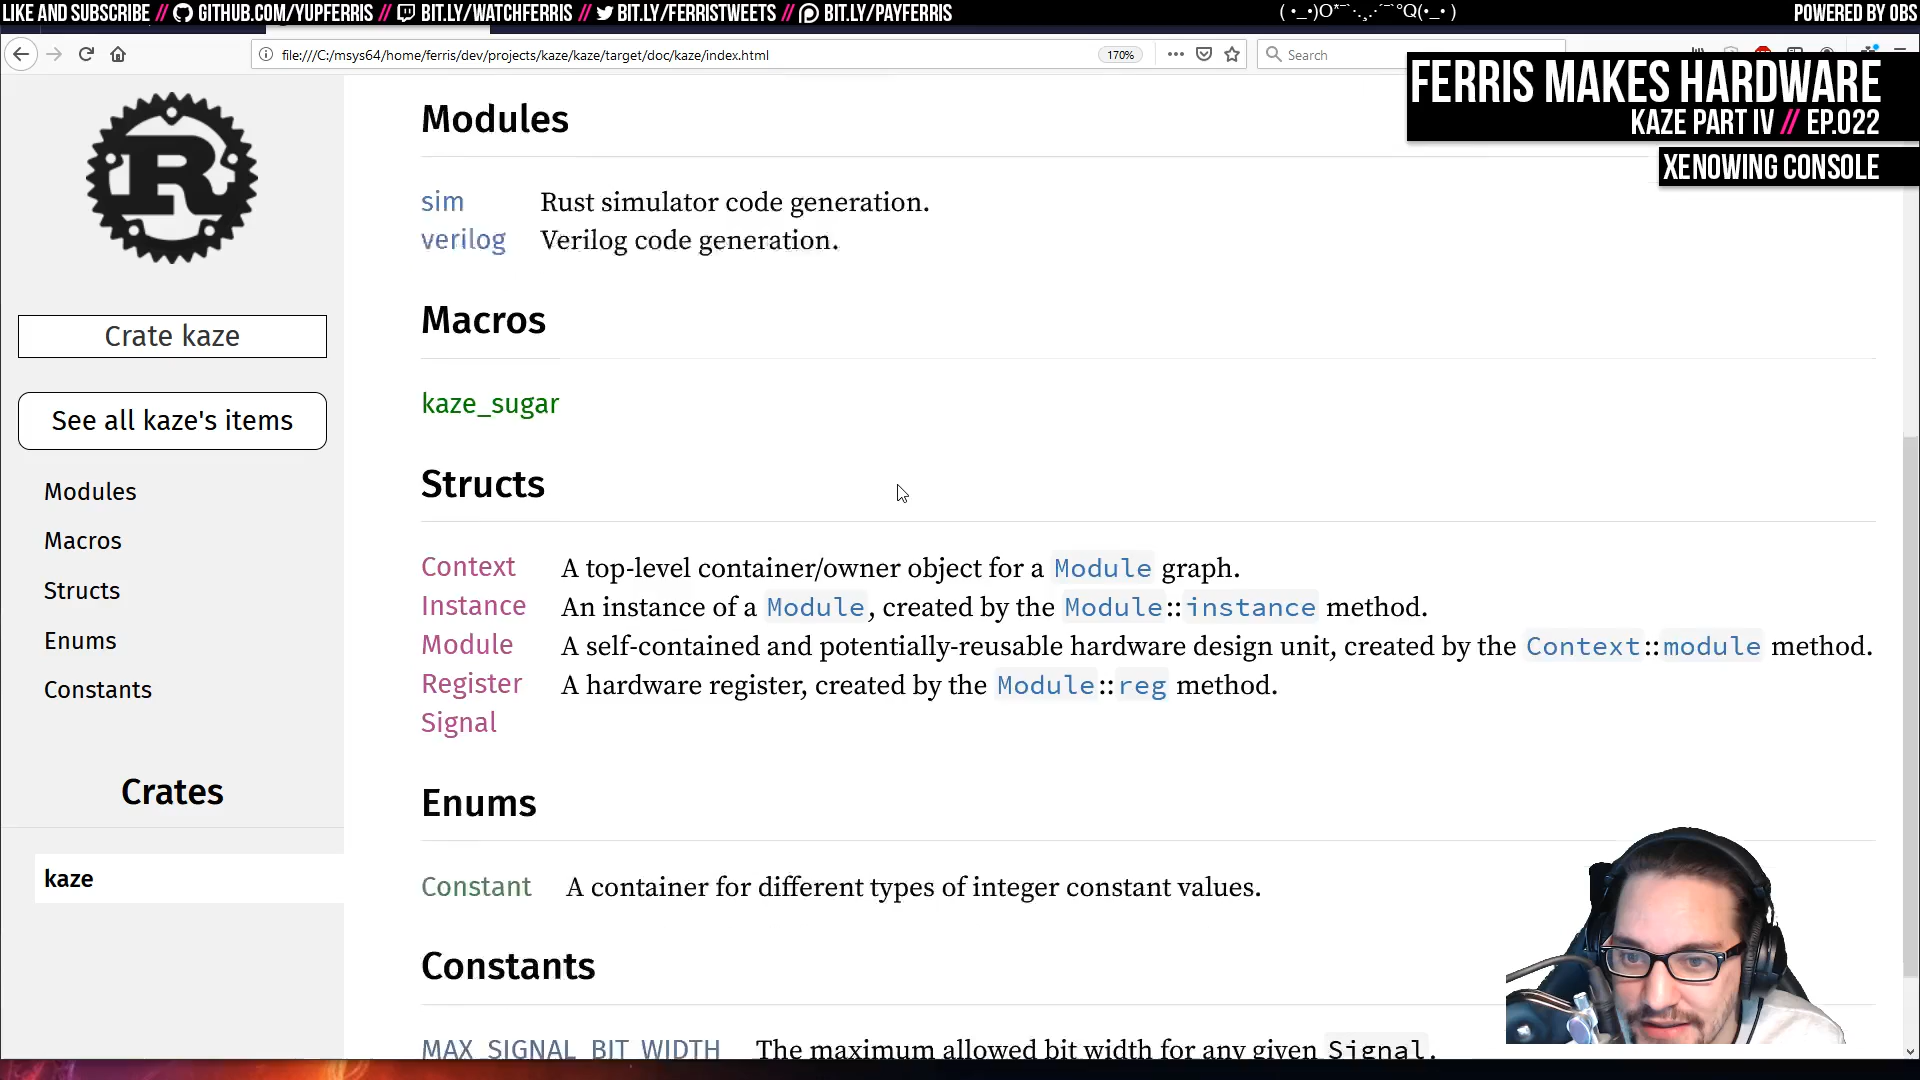 LIKE AND SUBSCRIBE // GITHUB.COM/YUPFERRIS // BIT.LY/WATCHFERRIS // BIT.LY/FERRISTWEETS // BIT.LY/PAYFERRIS
POWERED BY OBS
file:///C:/msys64/home/ferris/dev/projects/kaze/kaze/target/doc/kaze/index.html
170%
Search
FERRIS MAKES HARDWARE
KAZE PART IV // EP.022
XENOWING CONSOLE
R
Crate kaze
See all kaze's items
Modules
Macros
Structs
Enums
Constants
Crates
kaze
Modules
sim Rust simulator code generation.
verilog Verilog code generation.
Macros
kaze_sugar
Structs
Context A top-level container/owner object for a Module graph.
Instance An instance of a Module, created by the Module::instance method.
Module A self-contained and potentially-reusable hardware design unit, created by the Context::module method.
Register A hardware register, created by the Module::reg method.
Signal
Enums
Constant A container for different types of integer constant values.
Constants
MAX_SIGNAL_BIT_WIDTH The maximum allowed bit width for any given Signal.